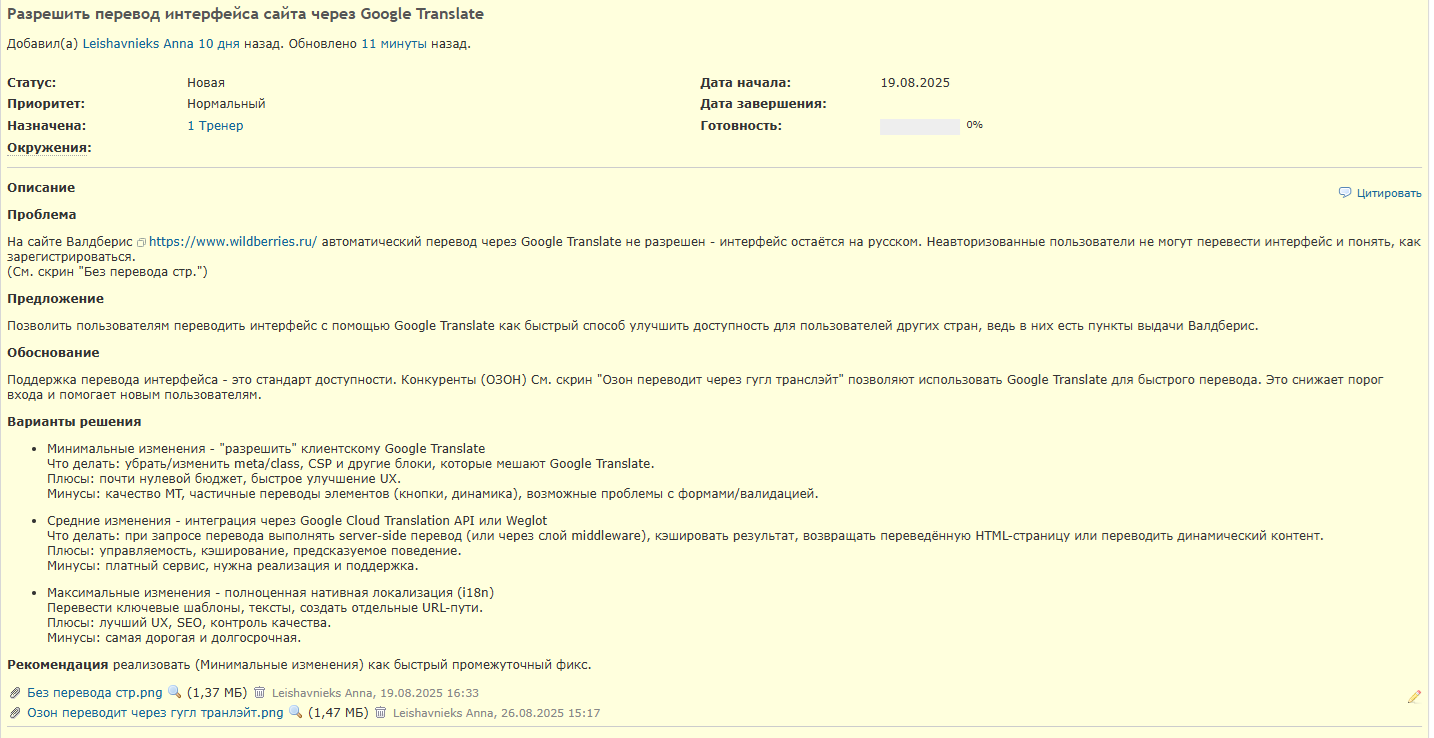 Разрешить перевод интерфейса сайта через Google Translate
Добавил(а) Leishavnieks Anna 10 дня назад. Обновлено 11 минуты назад.
Статус: Новая Дата начала: 19.08.2025
Приоритет: Нормальный Дата завершения:
Назначена: 1 Тренер Готовность: 0%
Окружения:
Описание
Цитировать
Проблема
На сайте Валдберис https://www.wildberries.ru/ автоматический перевод через Google Translate не разрешен - интерфейс остаётся на русском. Неавторизованные пользователи не могут перевести интерфейс и понять, как
зарегистрироваться.
(См. скрин "Без перевода стр.")
Предложение
Позволить пользователям переводить интерфейс с помощью Google Translate как быстрый способ улучшить доступность для пользователей других стран, ведь в них есть пункты выдачи Валдберис.
Обоснование
Поддержка перевода интерфейса - это стандарт доступности. Конкуренты (ОЗОН) См. скрин "Озон переводит через гугл транслэйт" позволяют использовать Google Translate для быстрого перевода. Это снижает порог
входа и помогает новым пользователям.
Варианты решения
• Минимальные изменения - "разрешить" клиентскому Google Translate
Что делать: убрать/изменить meta/class, CSP и другие блоки, которые мешают Google Translate.
Плюсы: почти нулевой бюджет, быстрое улучшение UX.
Минусы: качество МТ, частичные переводы элементов (кнопки, динамика), возможные проблемы с формами/валидацией.
• Средние изменения - интеграция через Google Cloud Translation API или Weglot
Что делать: при запросе перевода выполнять server-side перевод (или через слой middleware), кэшировать результат, возвращать переведённую HTML-страницу или переводить динамический контент.
Плюсы: управляемость, кэширование, предсказуемое поведение.
Минусы: платный сервис, нужна реализация и поддержка.
• Максимальные изменения - полноценная нативная локализация (i18n)
Перевести ключевые шаблоны, тексты, создать отдельные URL-пути.
Плюсы: лучший UX, SEO, контроль качества.
Минусы: самая дорогая и долгосрочная.
Рекомендация реализовать (Минимальные изменения) как быстрый промежуточный фикс.
Без перевода стр.png (1,37 МБ) Leishavnieks Anna, 19.08.2025 16:33
Озон переводит через гугл транлэйт.png (1,47 МБ) Leishavnieks Anna, 26.08.2025 15:17